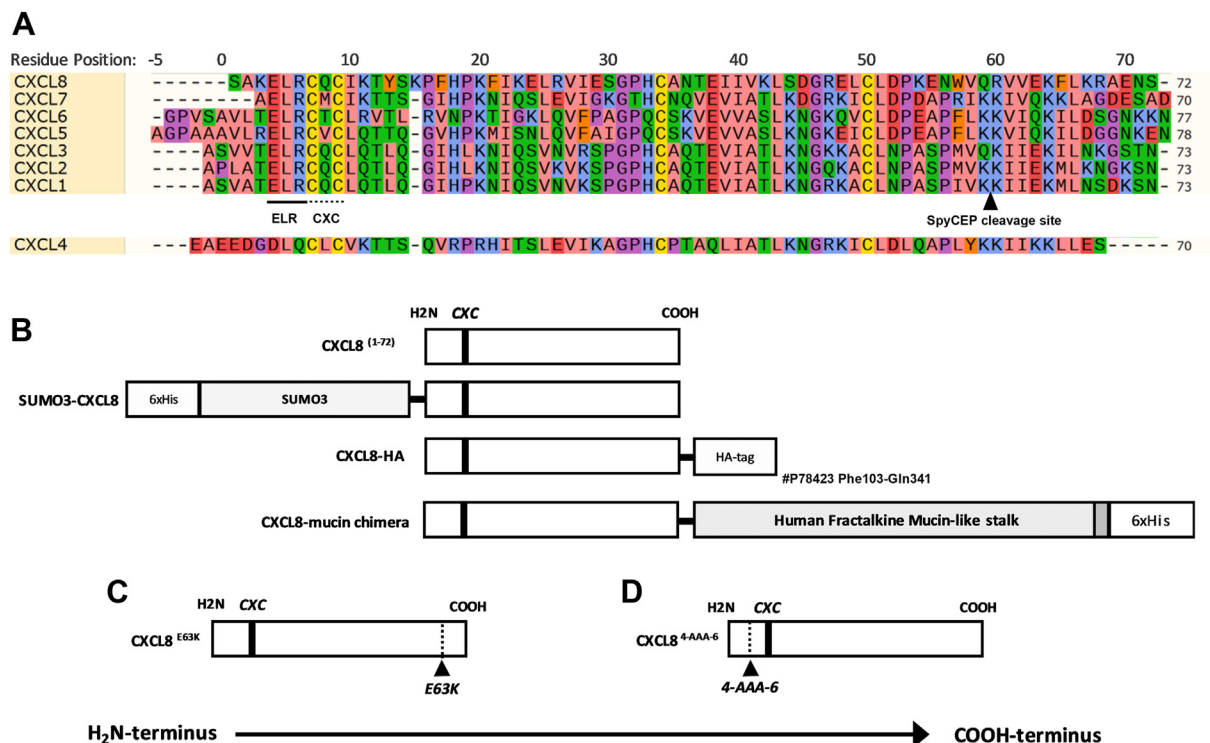 A
Residue Position: -5 0 10 20 30 40 50 60 70
CXCL8 ------SAKELRCQCIKTYSKPFHPKFIKELRVIESGPHCANTEIIVKLSDGRELCLDPKENWVQRVVEKFLKRAENS- 72
CXCL7 --------AELRCMCIKTTS-GIHPKNIQSLEVIGKGTHCNQVEVIATLKDGRKICLDPDAPRIKKIVQKKLAGDESAD 70
CXCL6 -GPVSAVLTELRCTCLRVTL-RVNPKTIGKLQVFPAGPQCSKVEVVASLKNGKQVCLDPEAPFLKKVIQKILDSGNKKN 77
CXCL5 AGPAAAVLRELRCVCLQTTQ-GVHPKMISNLQVFAIGPQCSKVEVVASLKNGKEICLDPEAPFLKKVIQKILDGGNKEN 78
CXCL3 ----ASVVTELRCQCLQTLQ-GIHLKNIQSVNVRSPGPHCAQTEVIATLKNGKKACLNPASPMVQKIIEKILNKGSTN- 73
CXCL2 ----APLATELRCQCLQTLQ-GIHLKNIQSVKVKSPGPHCAQTEVIATLKNGQKACLNPASPMVKKIIEKMLKNGKSN- 73
CXCL1 ----ASVATELRCQCLQTLQ-GIHPKNIQSVNVKSPGPHCAQTEVIATLKNGRKACLNPASPIVKKIIEKMLNSDKSN- 73
ELR CXC SpyCEP cleavage site
CXCL4 ---EAEEDGDLQCLCVKTTS-QVRPRHITSLEVIKAGPHCPTAQLIATLKNGRKICLDLQAPLYKKIIKKLLES----- 70
B
H2N CXC COOH
CXCL8 (1-72)
SUMO3-CXCL8 6xHis SUMO3
CXCL8-HA HA-tag
#P78423 Phe103-Gln341
CXCL8-mucin chimera Human Fractalkine Mucin-like stalk 6xHis
C
H2N CXC COOH
CXCL8 E63K
E63K
D
H2N CXC COOH
CXCL8 4-AAA-6
4-AAA-6
H2N-terminus COOH-terminus